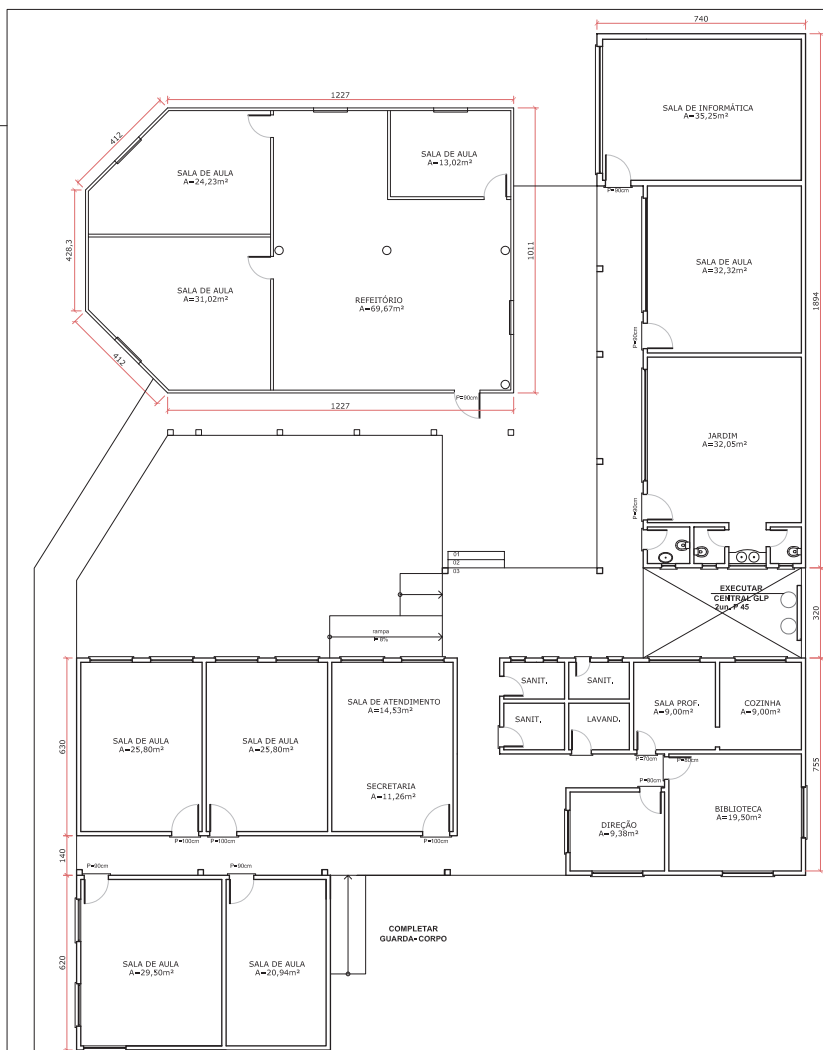 740
1227
SALA DE INFORMÁTICA
A=35,25m²
412
SALA DE AULA
A=24,23m²
SALA DE AULA
A=13,02m²
P=90cm
428,3
1011
SALA DE AULA
A=31,02m²
REFEITÓRIO
A=69,67m²
SALA DE AULA
A=32,32m²
1894
P=90cm
412
1227
P=90cm
JARDIM
A=32,05m²
P=90cm
01
02
03
EXECUTAR
CENTRAL GLP
2un. P 45
320
rampa
P 8%
SANIT.
SANIT.
SALA DE ATENDIMENTO
A=14,53m²
SALA PROF.
A=9,00m²
COZINHA
A=9,00m²
SANIT.
LAVAND.
630
SALA DE AULA
A=25,80m²
SALA DE AULA
A=25,80m²
SECRETARIA
A=11,26m²
P=70cm
P=80cm
P=80cm
755
BIBLIOTECA
A=19,50m²
DIREÇÃO
A=9,38m²
P=100cm
P=100cm
P=100cm
140
P=90cm
P=90cm
COMPLETAR
GUARDA-CORPO
620
SALA DE AULA
A=29,50m²
SALA DE AULA
A=20,94m²